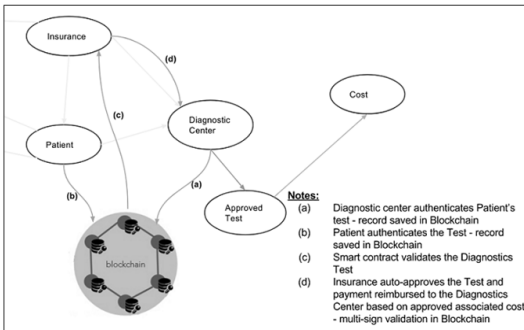 Insurance
(d)
Cost
(c)
Diagnostic
Center
Patient
(a)
(b)
Approved
Test
blockchain
Notes:
(a) Diagnostic center authenticates Patient's
test - record saved in Blockchain
(b) Patient authenticates the Test - record
saved in Blockchain
(c) Smart contract validates the Diagnostics
Test
(d) Insurance auto-approves the Test and
payment reimbursed to the Diagnostics
Center based on approved associated cost
- multi-sign validation in Blockchain